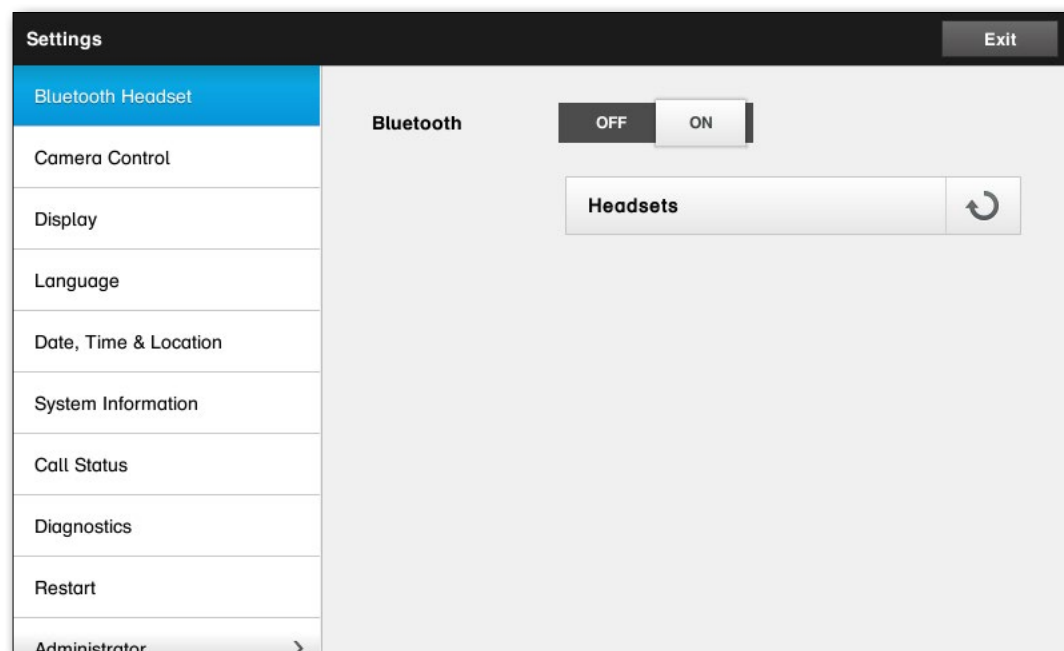 Settings
Exit
Bluetooth Headset
Camera Control
Display
Language
Date, Time & Location
System Information
Call Status
Diagnostics
Restart
Administrator
Bluetooth
OFF
ON
Headsets